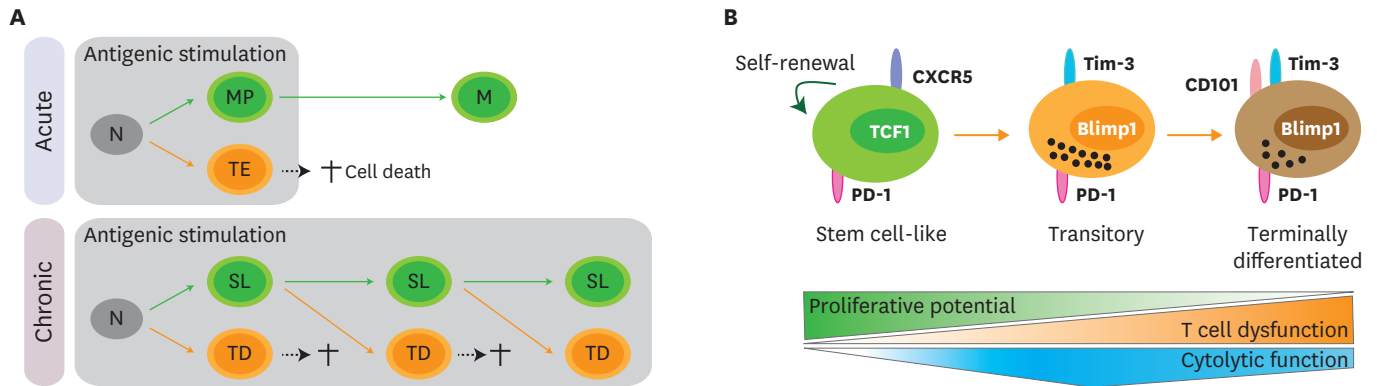 A
Acute
Antigenic stimulation
N
MP
M
TE
Cell death
Chronic
Antigenic stimulation
N
SL
SL
SL
TD
TD
TD
B
Self-renewal
CXCR5
TCF1
PD-1
Stem cell-like
Tim-3
Blimp1
PD-1
Transitory
CD101
Tim-3
Blimp1
PD-1
Terminally
differentiated
Proliferative potential
T cell dysfunction
Cytolytic function